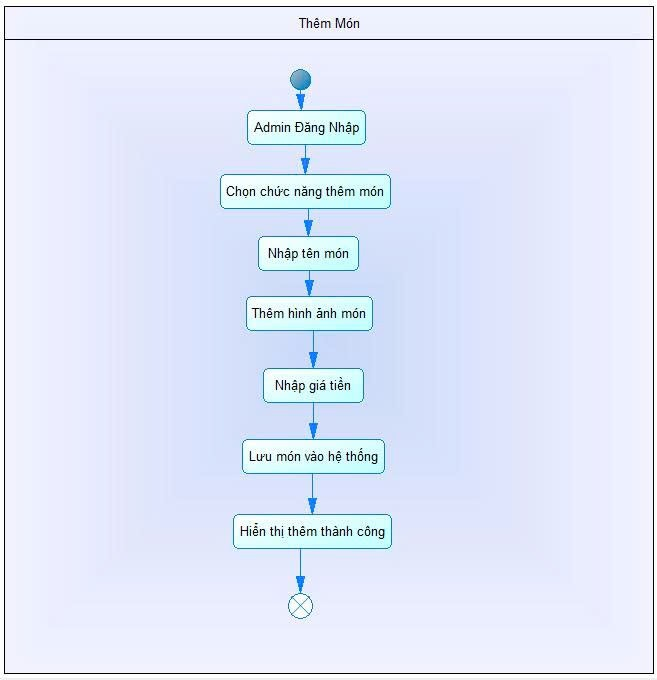 Thêm Món
Admin Đăng Nhập
Chọn chức năng thêm món
Nhập tên món
Thêm hình ảnh món
Nhập giá tiền
Lưu món vào hệ thống
Hiển thị thêm thành công